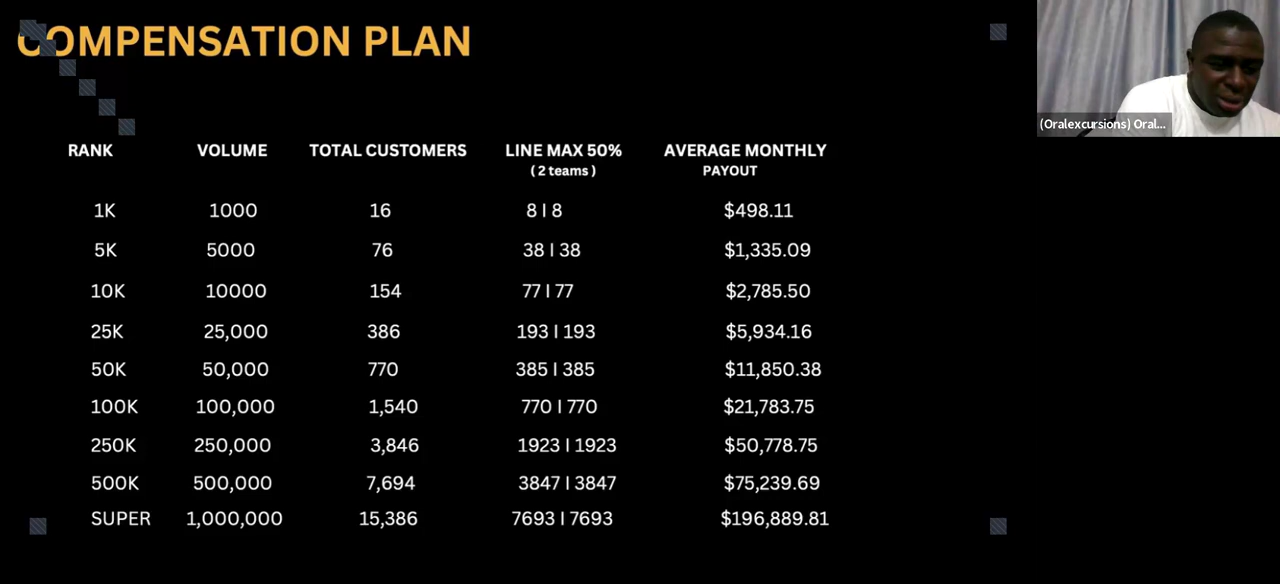 COMPENSATION PLAN
(Oralexcursions) Oral...
RANK VOLUME TOTAL CUSTOMERS LINE MAX 50% AVERAGE MONTHLY
( 2 teams ) PAYOUT
1K 1000 16 8 I 8 $498.11
5K 5000 76 38 I 38 $1,335.09
10K 10000 154 77 I 77 $2,785.50
25K 25,000 386 193 I 193 $5,934.16
50K 50,000 770 385 I 385 $11,850.38
100K 100,000 1,540 770 I 770 $21,783.75
250K 250,000 3,846 1923 I 1923 $50,778.75
500K 500,000 7,694 3847 I 3847 $75,239.69
SUPER 1,000,000 15,386 7693 I 7693 $196,889.81